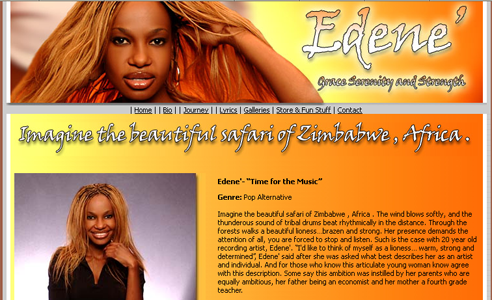 Edene'
Grace Serenity and Strength
| Home | | Bio | | Journey | | Lyrics | Galleries | Store & Fun Stuff | Contact
Imagine the beautiful safari of Zimbabwe , Africa .
Edene'- "Time for the Music"
Genre: Pop Alternative
Imagine the beautiful safari of Zimbabwe , Africa . The wind blows softly, and the
thunderous sound of tribal drums beat rhythmically in the distance. Through the
forests walks a beautiful lioness...brazen and strong. Her presence demands the
attention of all, you are forced to stop and listen. Such is the case with 20 year old
recording artist, Edene'. "I'd like to think of myself as a lioness... warm, strong and
determined", Edene' said after she was asked what best describes her as an artist
and individual. And for those who know this articulate young woman know agree
with this description. Some say this ambition was instilled by her parents who are
equally ambitious, her father being an economist and her mother a fourth grade
teacher.